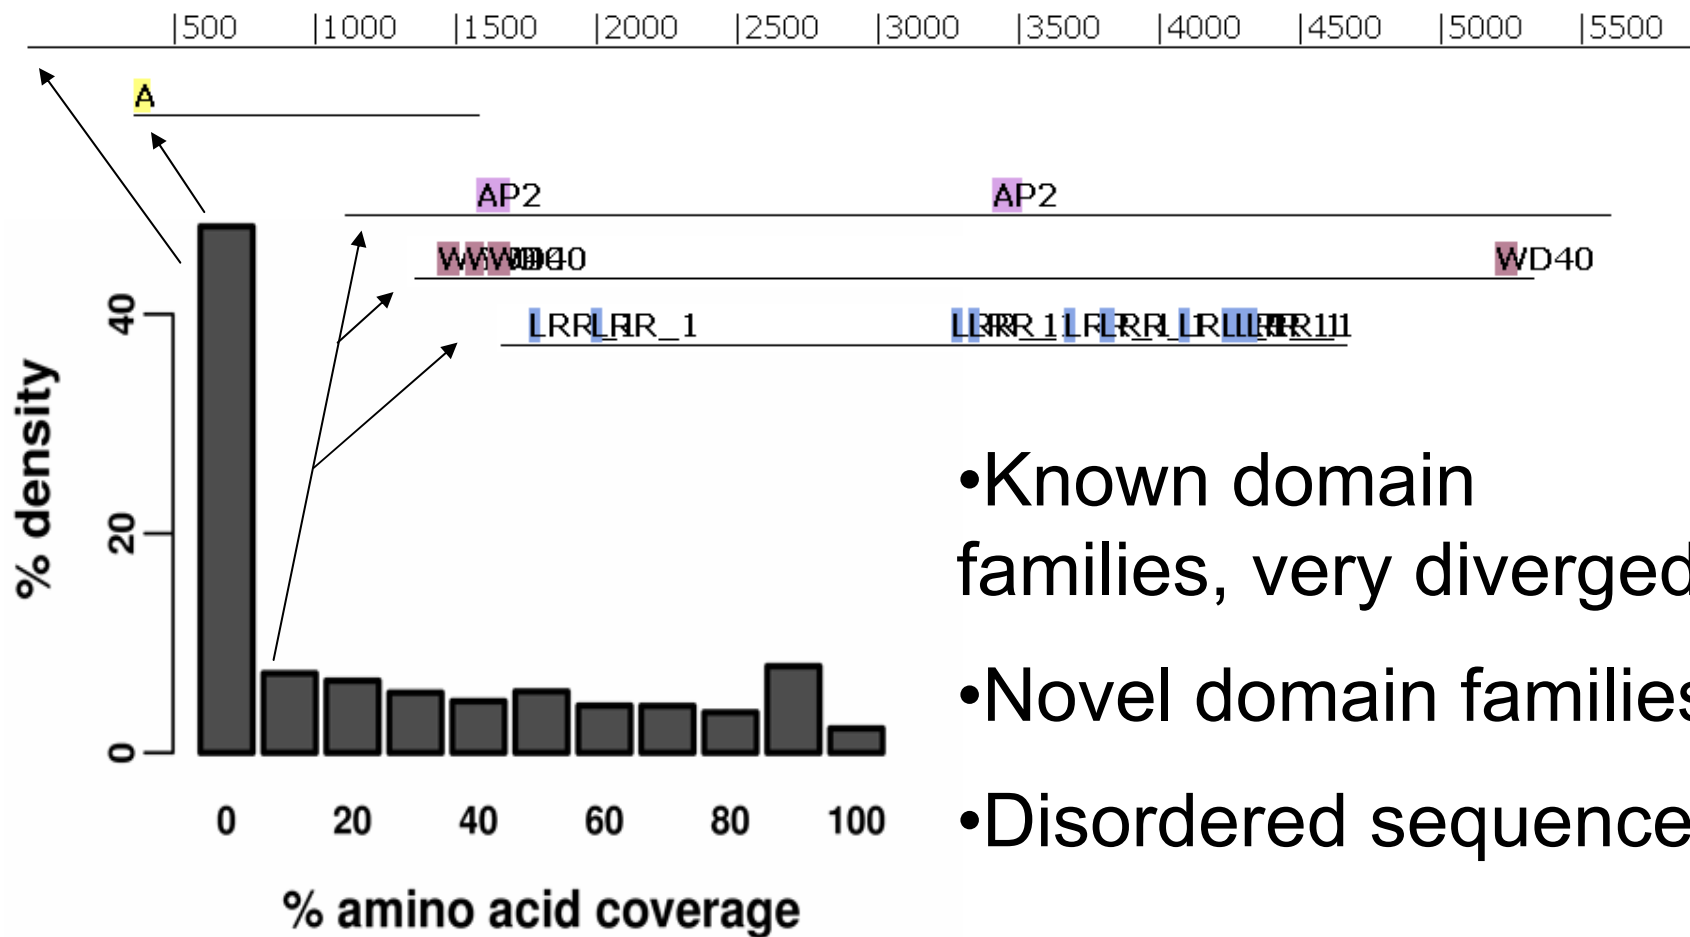 |500 |1000 |1500 |2000 |2500 |3000 |3500 |4000 |4500 |5000 |5500
A
AP2 AP2
WD40 WD40
LRR_1 LRR_1
40
20
0
% density
•Known domain
families, very diverged
•Novel domain families
•Disordered sequence
0 20 40 60 80 100
% amino acid coverage